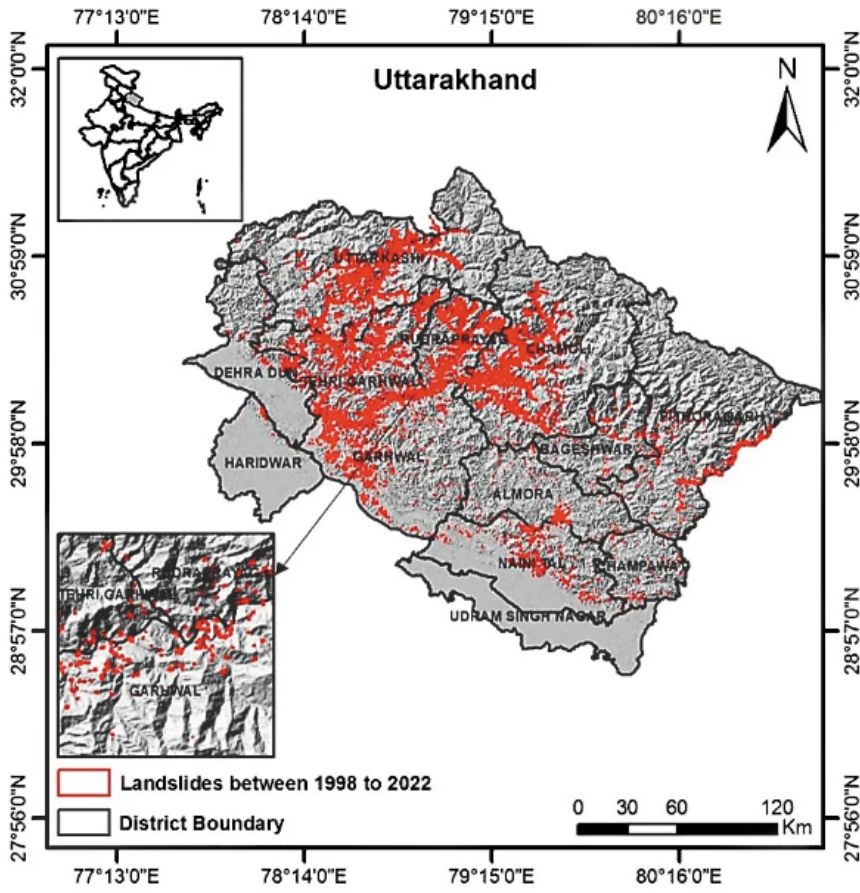 77°13'0"E 78°14'0"E 79°15'0"E 80°16'0"E
32°0'0"N
32°0'0"N
Uttarakhand
N
30°59'0"N
30°59'0"N
UTTARKASHI
RUDRAPRAYAG
CHAMOLI
DEHRA DUN
TEHRI GARHWAL
PITHORAGARH
29°58'0"N
29°58'0"N
GARHWAL
BAGESHWAR
HARIDWAR
ALMORA
NAINITAL
CHAMPAWAT
RUDRAPRAYAG
TEHRI GARHWAL
UDRAM SINGH NAGAR
28°57'0"N
28°57'0"N
GARHWAL
Landslides between 1998 to 2022
District Boundary
0 30 60 120
Km
27°56'0"N
27°56'0"N
77°13'0"E 78°14'0"E 79°15'0"E 80°16'0"E